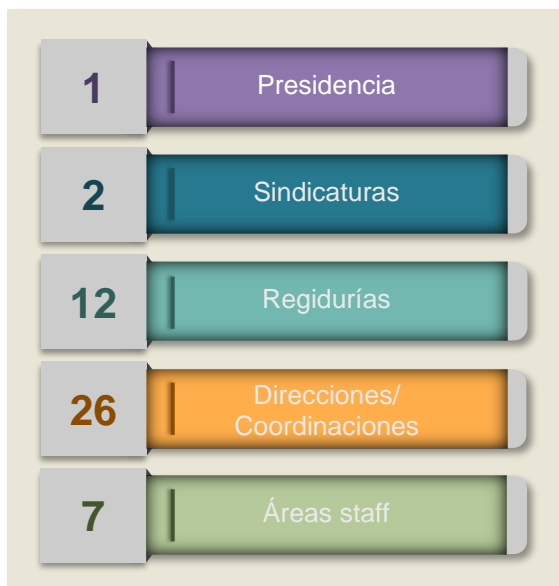 1
Presidencia
2
Sindicaturas
12
Regidurías
26
Direcciones/
Coordinaciones
7
Áreas staff